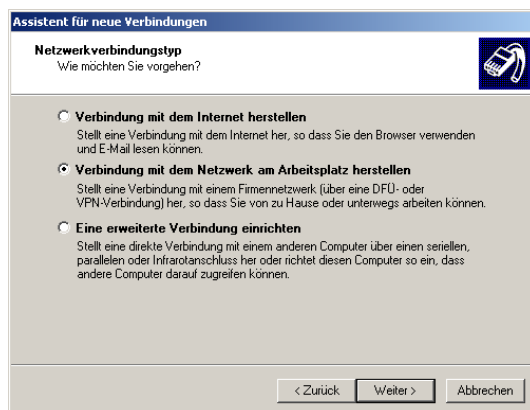 Assistent für neue Verbindungen
Netzwerkverbindungstyp
Wie möchten Sie vorgehen?
Verbindung mit dem Internet herstellen
Stellt eine Verbindung mit dem Internet her, so dass Sie den Browser verwenden
und E-Mail lesen können.
Verbindung mit dem Netzwerk am Arbeitsplatz herstellen
Stellt eine Verbindung mit einem Firmennetzwerk (über eine DFÜ- oder
VPN-Verbindung) her, so dass Sie von zu Hause oder unterwegs arbeiten können.
Eine erweiterte Verbindung einrichten
Stellt eine direkte Verbindung mit einem anderen Computer über einen seriellen,
parallelen oder Infrarotanschluss her oder richtet diesen Computer so ein, dass
andere Computer darauf zugreifen können.
< Zurück Weiter > Abbrechen